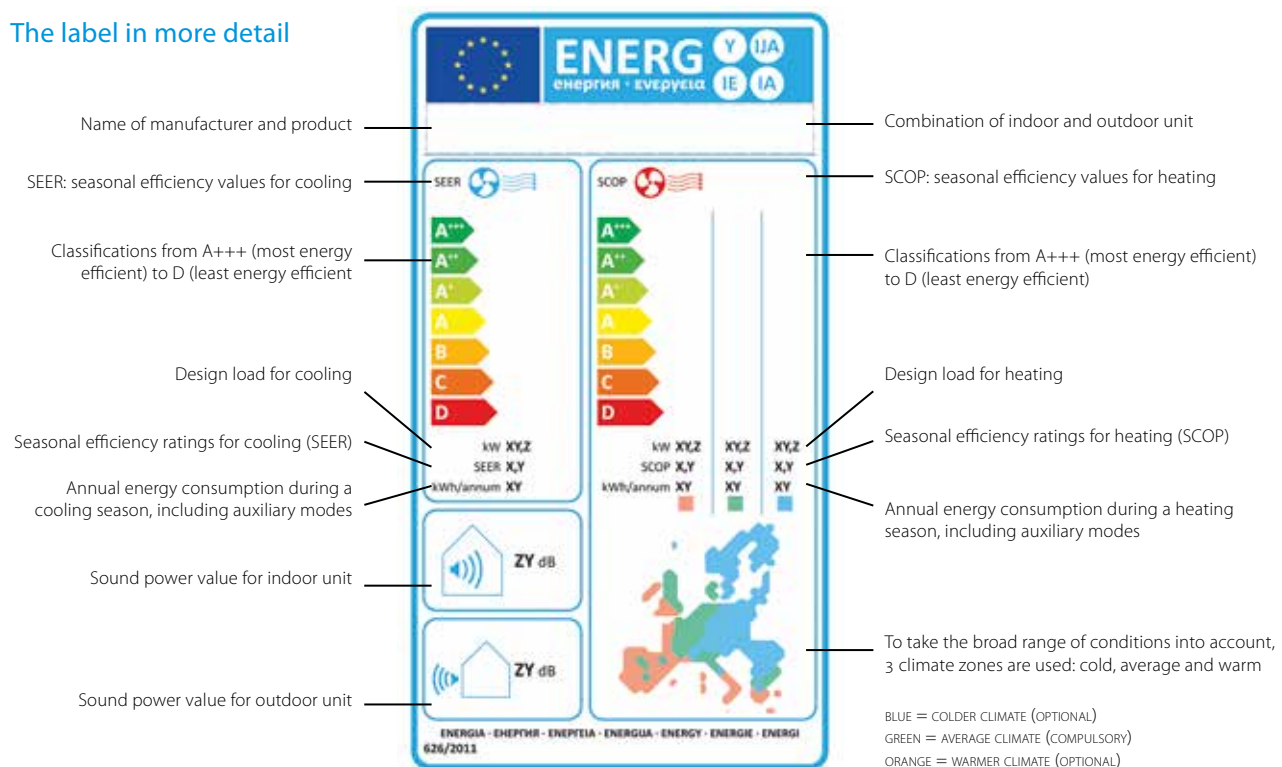 The label in more detail
ENERG
енергия · ενεργεια
Y
IJA
IE
IA
Name of manufacturer and product
Combination of indoor and outdoor unit
SEER: seasonal efficiency values for cooling
SEER
SCOP
SCOP: seasonal efficiency values for heating
Classifications from A+++ (most energy
efficient) to D (least energy efficient
A+++
A++
A+
A
B
C
D
A+++
A++
A+
A
B
C
D
Classifications from A+++ (most energy efficient)
to D (least energy efficient)
Design load for cooling
Design load for heating
Seasonal efficiency ratings for cooling (SEER)
Seasonal efficiency ratings for heating (SCOP)
kW XY,Z
SEER X,Y
kWh/annum XY
kW XY,Z XY,Z XY,Z
SCOP X,Y X,Y X,Y
kWh/annum XY XY XY
Annual energy consumption during a
cooling season, including auxiliary modes
Annual energy consumption during a heating
season, including auxiliary modes
Sound power value for indoor unit
ZY dB
Sound power value for outdoor unit
ZY dB
To take the broad range of conditions into account,
3 climate zones are used: cold, average and warm
BLUE = COLDER CLIMATE (OPTIONAL)
GREEN = AVERAGE CLIMATE (COMPULSORY)
ORANGE = WARMER CLIMATE (OPTIONAL)
ENERGIA · ЕНЕРГИЯ · ΕΝΕΡΓΕΙΑ · ENERGIJA · ENERGY · ENERGIE · ENERGI
626/2011